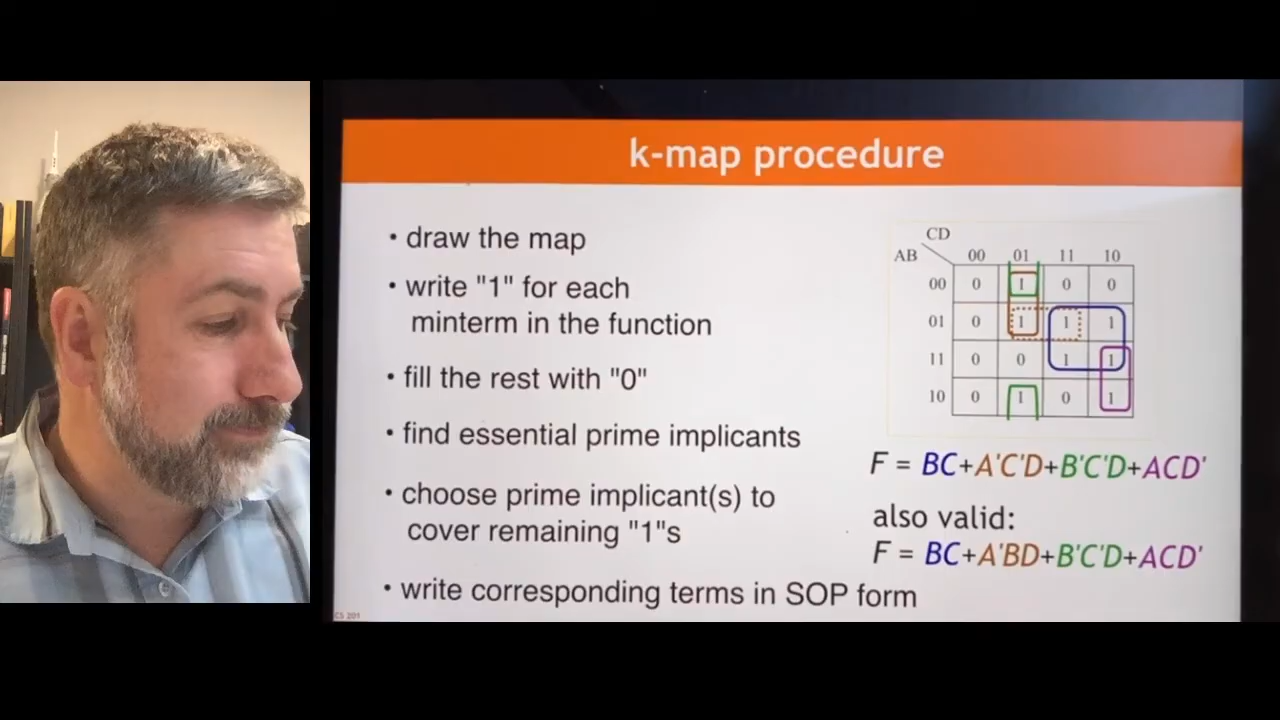 k-map procedure
• draw the map
• write "1" for each
minterm in the function
• fill the rest with "0"
• find essential prime implicants
• choose prime implicant(s) to
cover remaining "1"s
• write corresponding terms in SOP form
CD
AB 00 01 11 10
00 0 1 0 0
01 0 1 1 1
11 0 0 1 1
10 0 1 0 1
F = BC+A'C'D+B'C'D+ACD'
also valid:
F = BC+A'BD+B'C'D+ACD'
CS 201